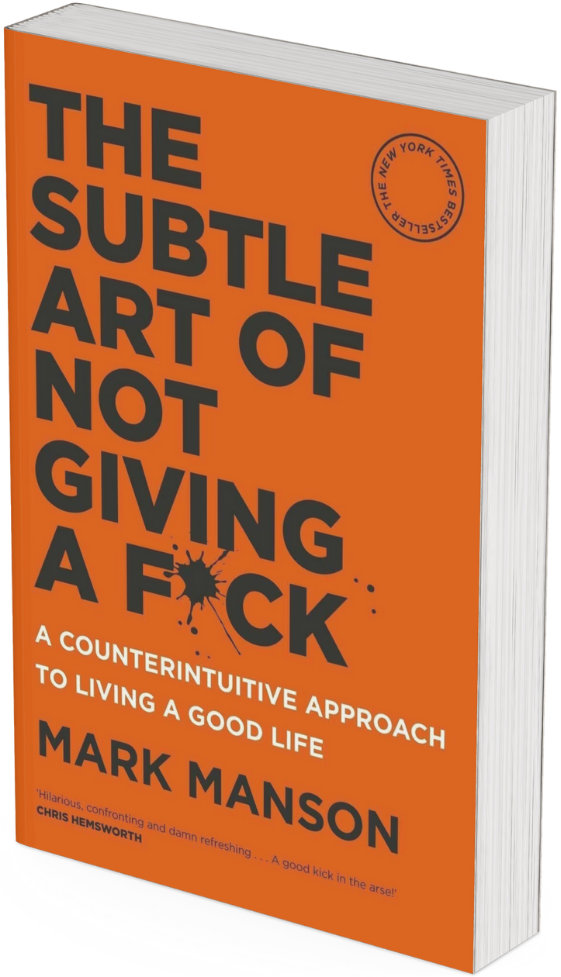 THE
SUBTLE
ART OF
NOT
GIVING
A F*CK
THE NEW YORK TIMES BESTSELLER
A COUNTERINTUITIVE APPROACH
TO LIVING A GOOD LIFE
MARK MANSON
'Hilarious, confronting and damn refreshing . . . A good kick in the arse!'
CHRIS HEMSWORTH